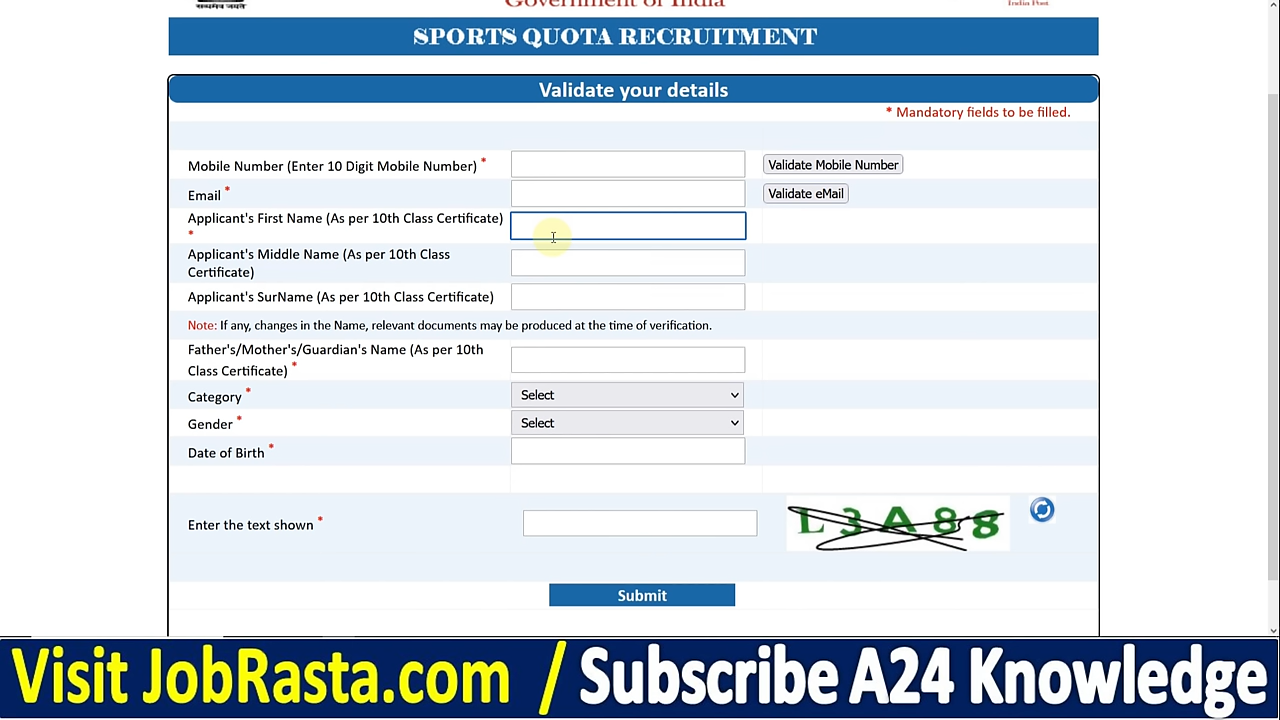 सत्यमेव जयते
Government of India
India Post
SPORTS QUOTA RECRUITMENT
Validate your details
* Mandatory fields to be filled.
Mobile Number (Enter 10 Digit Mobile Number) *
Validate Mobile Number
Email *
Validate eMail
Applicant's First Name (As per 10th Class Certificate)
*
Applicant's Middle Name (As per 10th Class
Certificate)
Applicant's SurName (As per 10th Class Certificate)
Note: If any, changes in the Name, relevant documents may be produced at the time of verification.
Father's/Mother's/Guardian's Name (As per 10th
Class Certificate) *
Category *
Select
Gender *
Select
Date of Birth *
Enter the text shown *
L3A88
Submit
Visit JobRasta.com / Subscribe A24 Knowledge